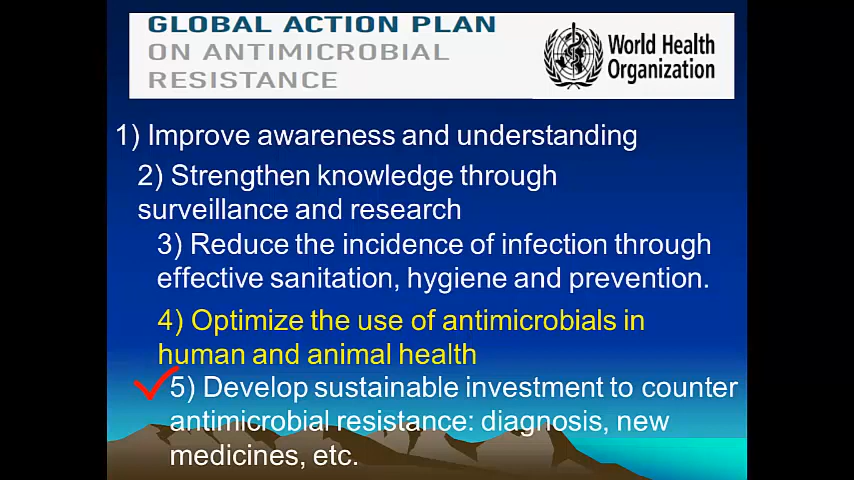 GLOBAL ACTION PLAN
ON ANTIMICROBIAL
RESISTANCE
World Health
Organization
1) Improve awareness and understanding
2) Strengthen knowledge through
surveillance and research
3) Reduce the incidence of infection through
effective sanitation, hygiene and prevention.
4) Optimize the use of antimicrobials in
human and animal health
5) Develop sustainable investment to counter
antimicrobial resistance: diagnosis, new
medicines, etc.